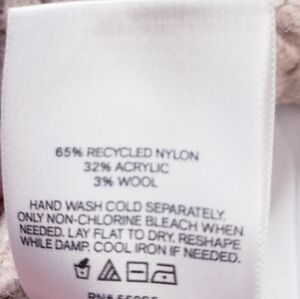 65% RECYCLED NYLON
32% ACRYLIC
3% WOOL
HAND WASH COLD SEPARATELY.
ONLY NON-CHLORINE BLEACH WHEN
NEEDED. LAY FLAT TO DRY. RESHAPE
WHILE DAMP. COOL IRON IF NEEDED.